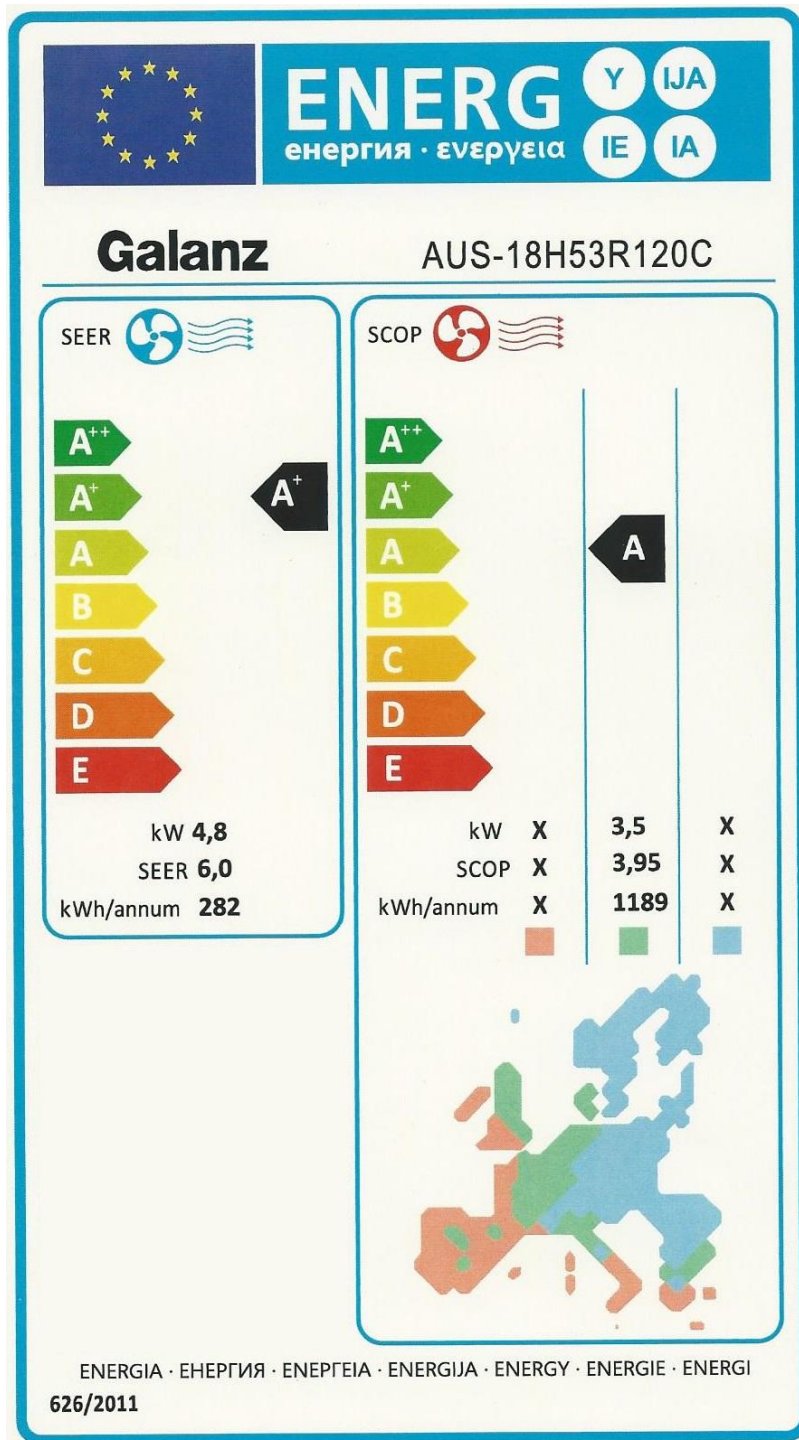 ENERG Y IJA
енергия · ενεργεια IE IA
Galanz AUS-18H53R120C
SEER
A++
A+ A+
A
B
C
D
E
kW 4,8
SEER 6,0
kWh/annum 282
SCOP
A++
A+
A A
B
C
D
E
kW X 3,5 X
SCOP X 3,95 X
kWh/annum X 1189 X
ENERGIA · ЕНЕРГИЯ · ΕΝΕΡΓΕΙΑ · ENERGIJA · ENERGY · ENERGIE · ENERGI
626/2011